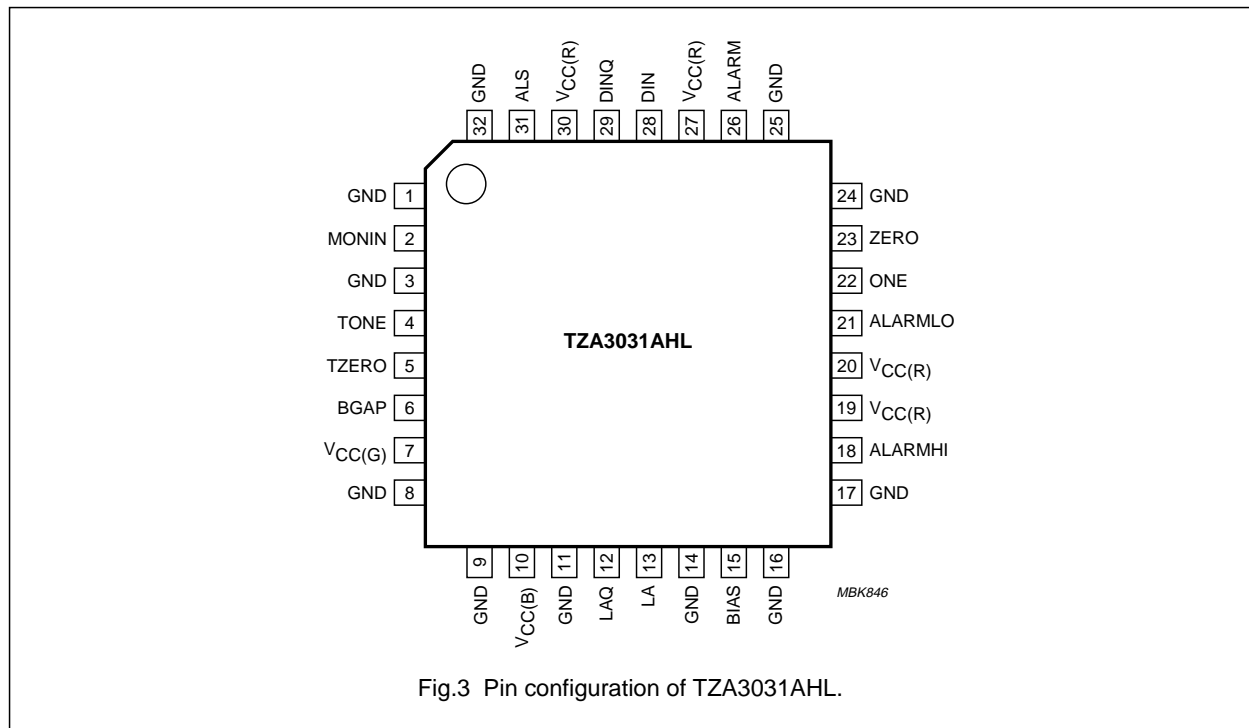 GND
ALS
VCC(R)
DINQ
DIN
VCC(R)
ALARM
GND
32
31
30
29
28
27
26
25
GND 1
MONIN 2
GND 3
TONE 4
TZERO 5
BGAP 6
VCC(G) 7
GND 8
TZA3031AHL
24 GND
23 ZERO
22 ONE
21 ALARMLO
20 VCC(R)
19 VCC(R)
18 ALARMHI
17 GND
9
10
11
12
13
14
15
16
GND
VCC(B)
GND
LAQ
LA
GND
BIAS
GND
MBK846
Fig.3 Pin configuration of TZA3031AHL.